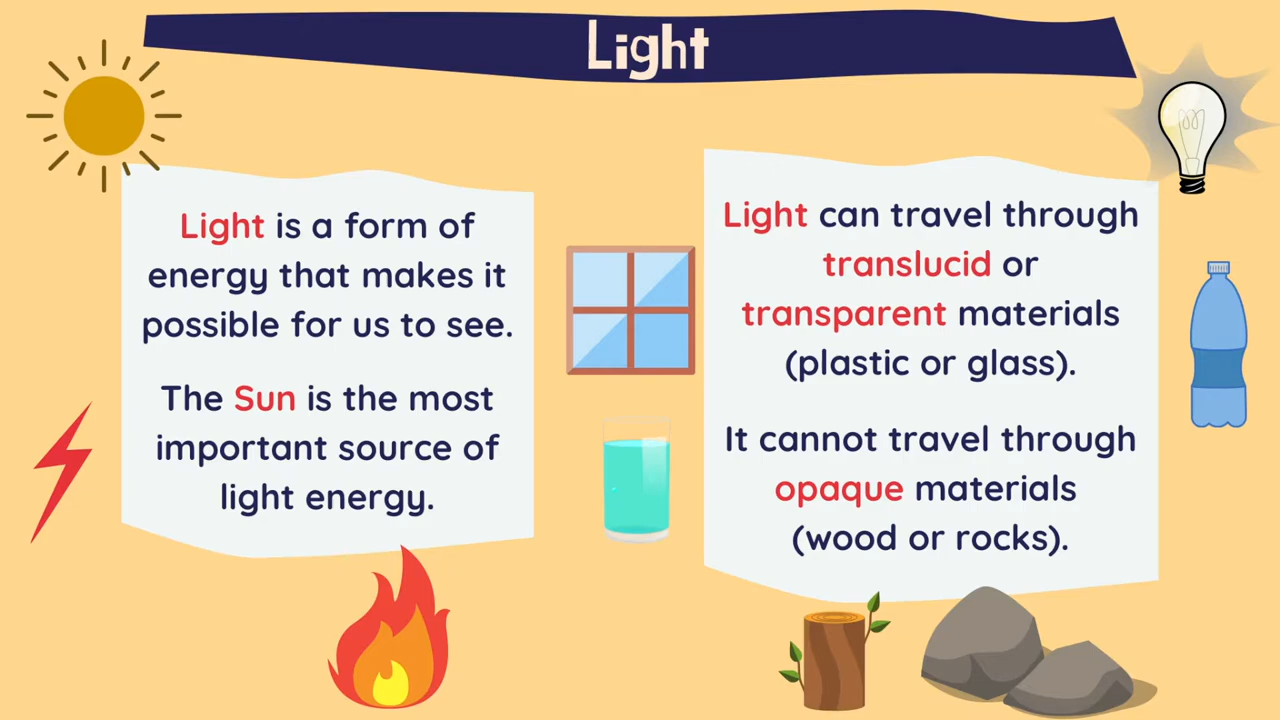 Light
Light is a form of
energy that makes it
possible for us to see.
The Sun is the most
important source of
light energy.
Light can travel through
translucid or
transparent materials
(plastic or glass).
It cannot travel through
opaque materials
(wood or rocks).